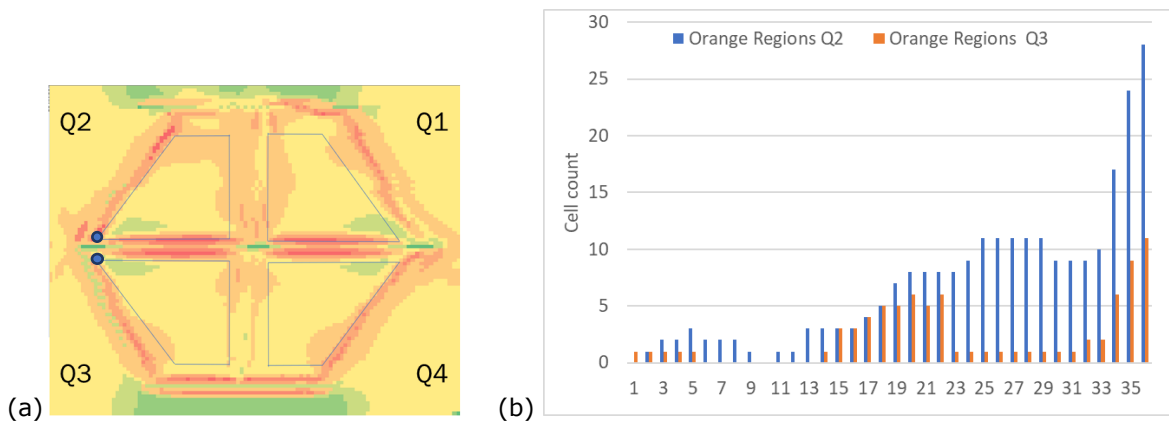 Q2 Q1
Q3 Q4
(a)
(b)
30
25
20
15
10
5
0
Cell count
Orange Regions Q2 Orange Regions Q3
1 3 5 7 9 11 13 15 17 19 21 23 25 27 29 31 33 35